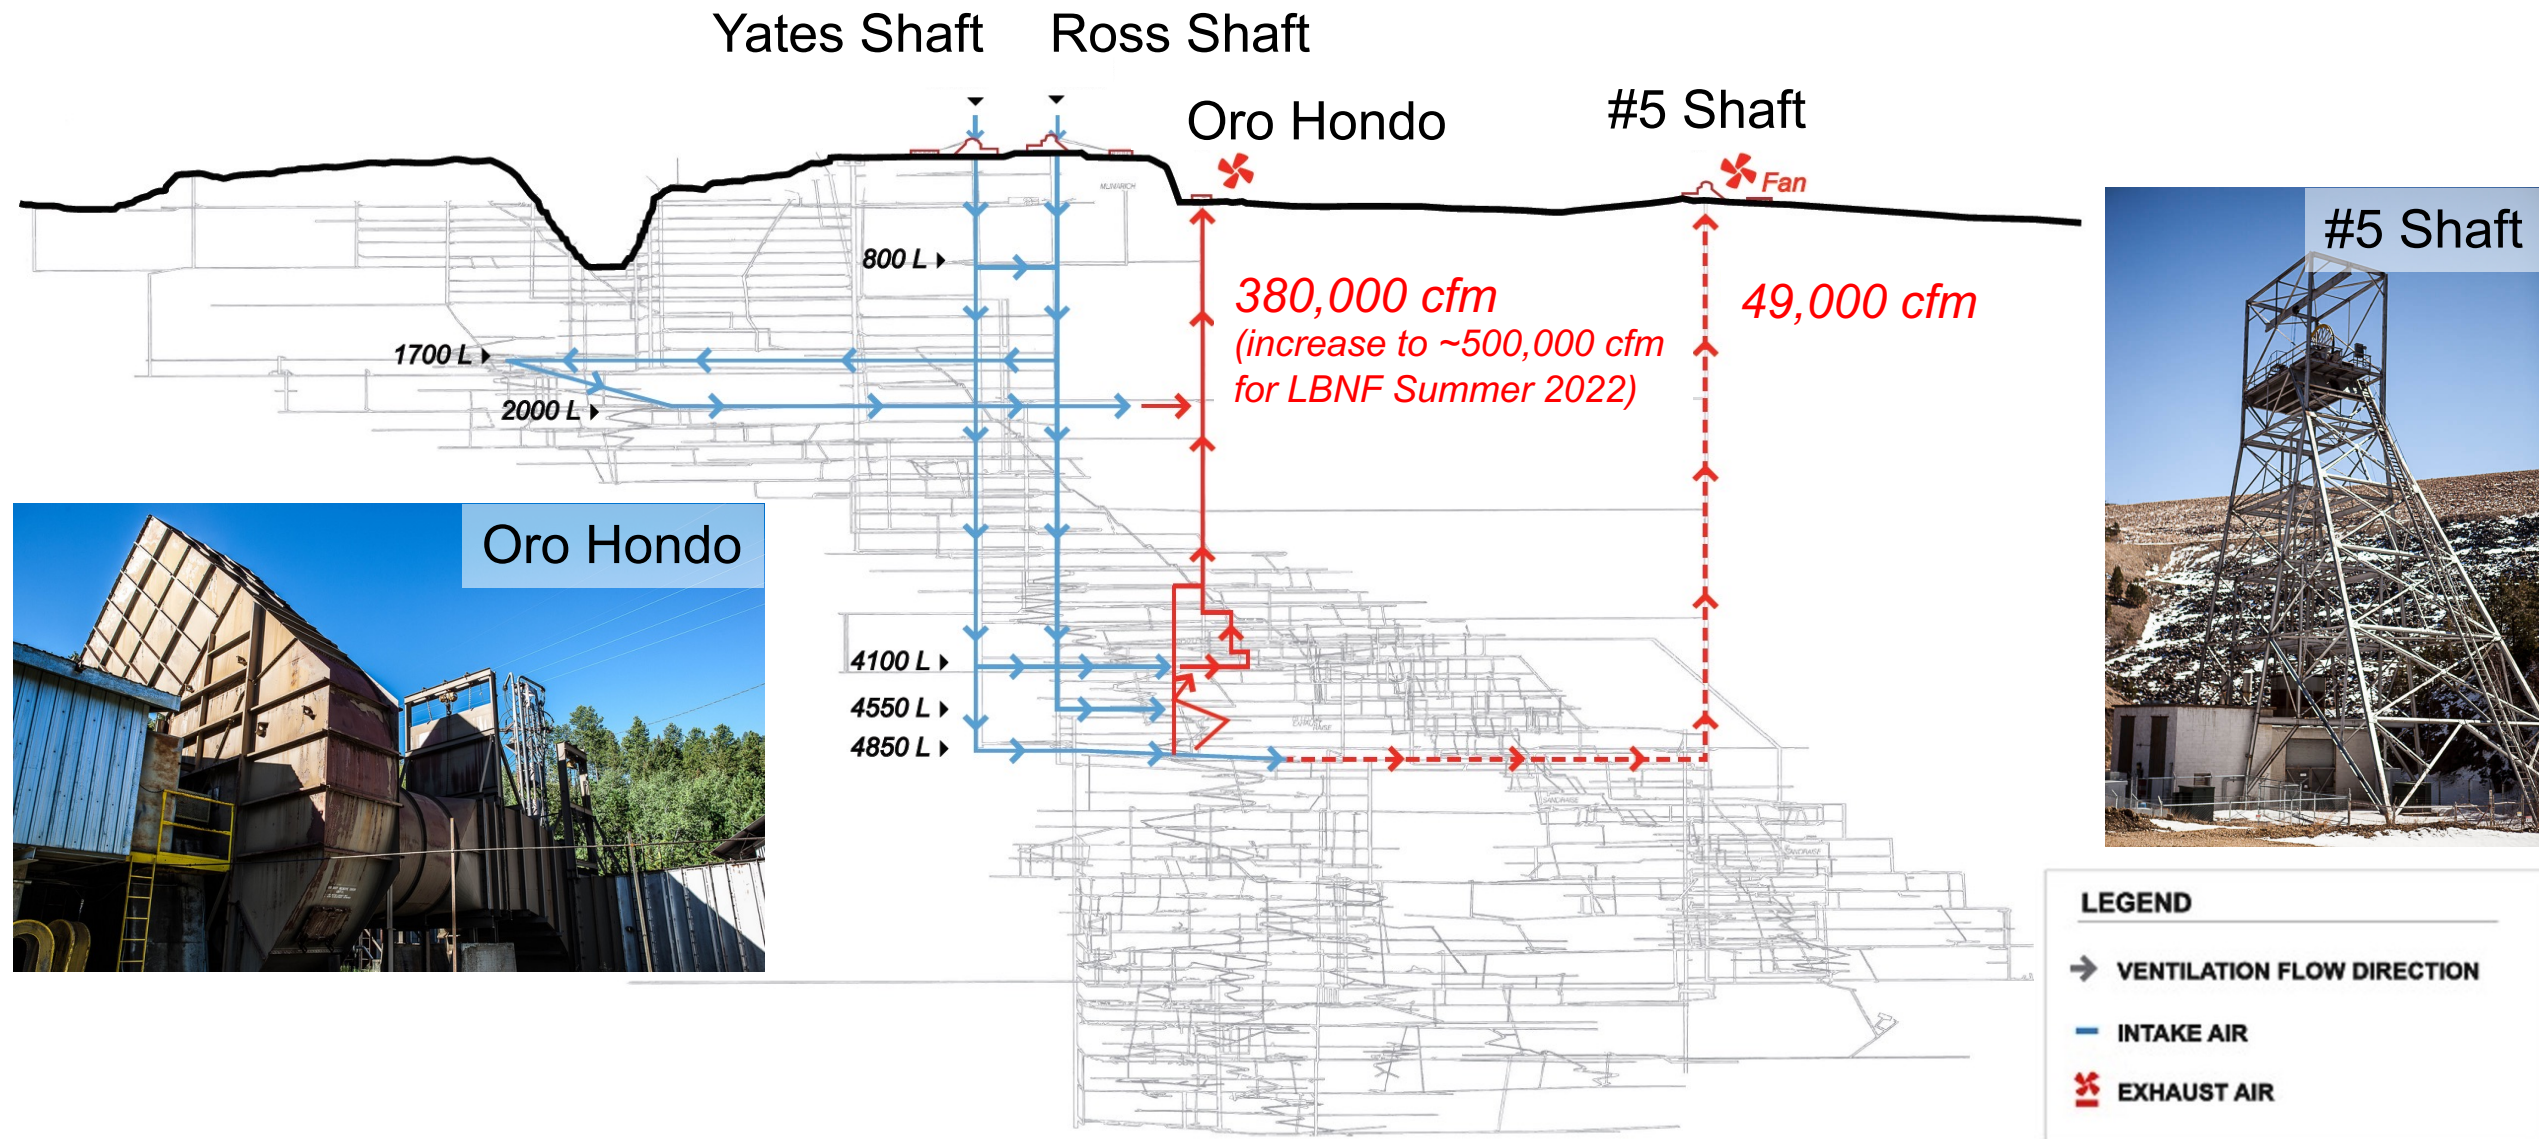 Yates Shaft
Ross Shaft
Oro Hondo
#5 Shaft
Fan
#5 Shaft
800 L
380,000 cfm
(increase to ~500,000 cfm
for LBNF Summer 2022)
49,000 cfm
1700 L
2000 L
Oro Hondo
4100 L
4550 L
4850 L
SANDRAISE
LEGEND
VENTILATION FLOW DIRECTION
INTAKE AIR
EXHAUST AIR